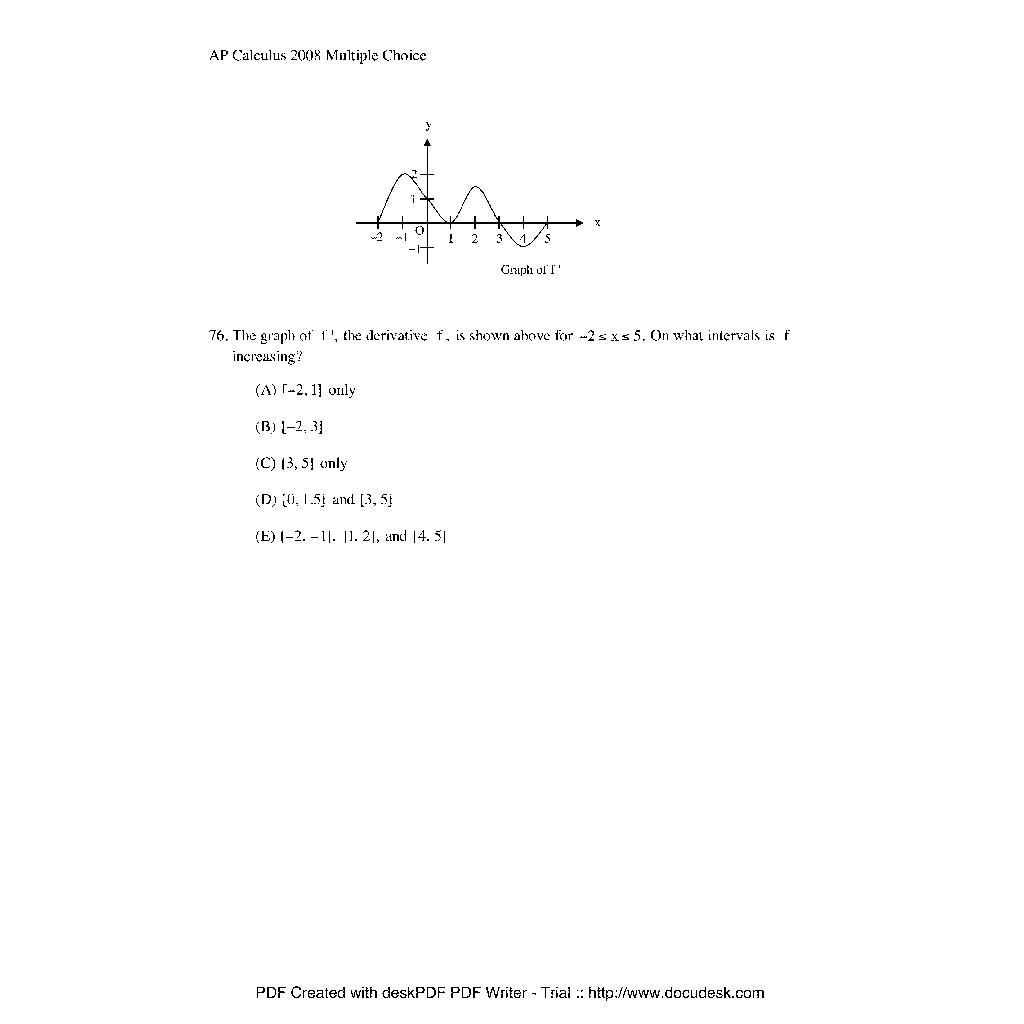 AP Calculus 2008 Multiple Choice
y
2
1
O
x
-2 -1 1 2 3 4 5
-1
Graph of f '
76. The graph of f ', the derivative f , is shown above for -2 ≤ x ≤ 5. On what intervals is f
increasing?
(A) [-2, 1] only
(B) [-2, 3]
(C) [3, 5] only
(D) [0, 1.5] and [3, 5]
(E) [-2, -1], [1, 2], and [4, 5]
PDF Created with deskPDF PDF Writer - Trial :: http://www.docudesk.com